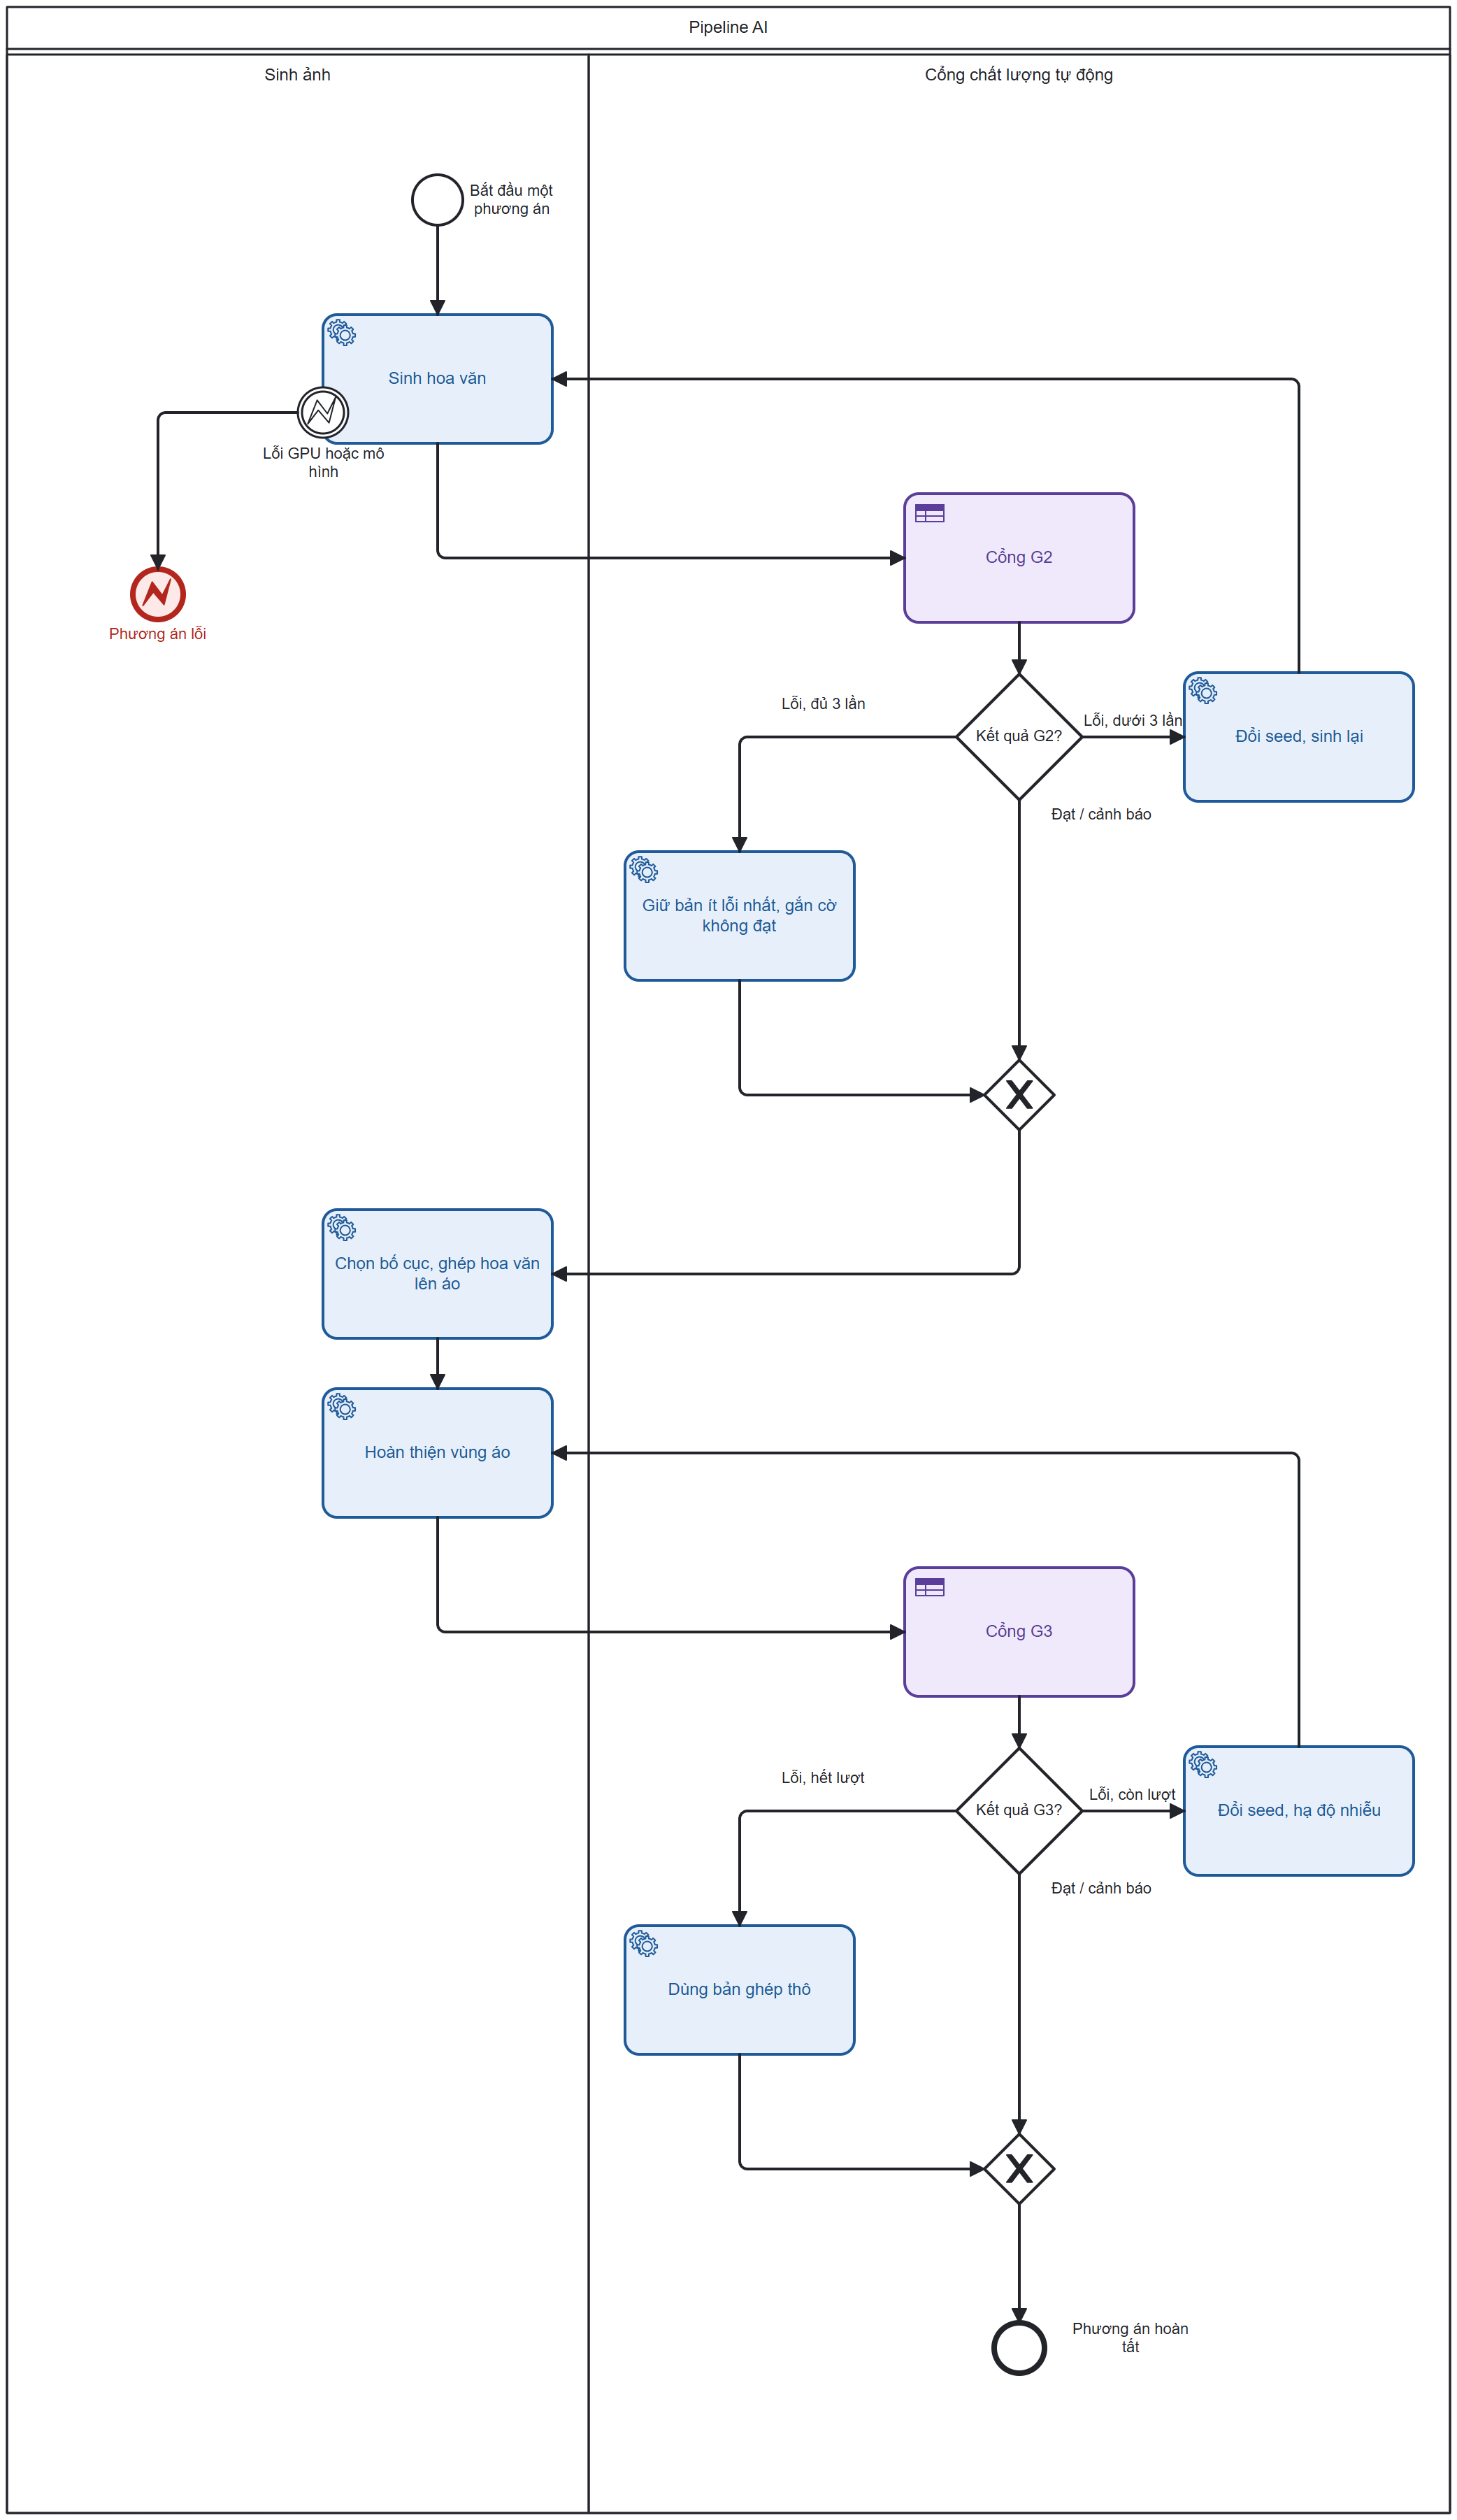 Pipeline AI
Sinh ảnh
Cổng chất lượng tự động
Bắt đầu một
phương án
Sinh hoa văn
Lỗi GPU hoặc mô
hình
Cổng G2
Phương án lỗi
Lỗi, đủ 3 lần
Kết quả G2?
Lỗi, dưới 3 lần
Đổi seed, sinh lại
Đạt / cảnh báo
Giữ bản ít lỗi nhất, gắn cờ
không đạt
X
Chọn bố cục, ghép hoa văn
lên áo
Hoàn thiện vùng áo
Cổng G3
Lỗi, hết lượt
Kết quả G3?
Lỗi, còn lượt
Đổi seed, hạ độ nhiễu
Đạt / cảnh báo
Dùng bản ghép thô
X
Phương án hoàn
tất